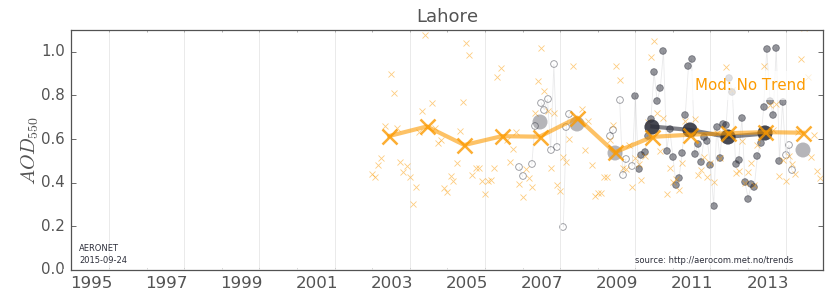 Lahore
1.0
0.8
0.6
0.4
0.2
0.0
AOD550
Mod: No Trend
AERONET
2015-09-24
source: http://aerocom.met.no/trends
1995 1997 1999 2001 2003 2005 2007 2009 2011 2013